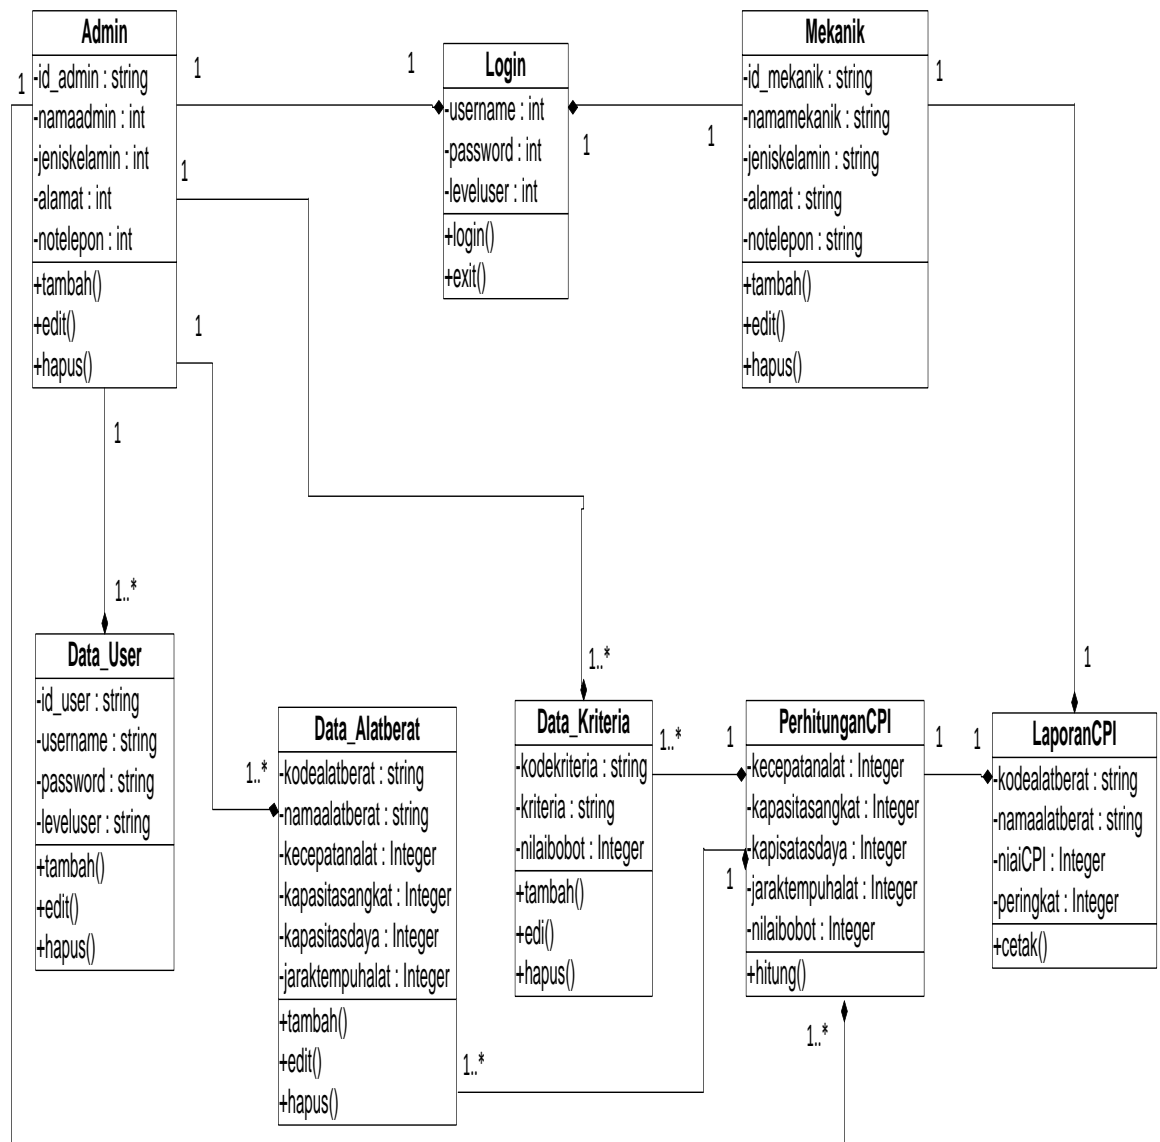 Admin
-id_admin : string
-namaadmin : int
-jeniskelamin : int
-alamat : int
-notelepon : int
+tambah()
+edit()
+hapus()
1
1
1
1
1
1
Login
-username : int
-password : int
-leveluser : int
+login()
+exit()
1
1
Mekanik
-id_mekanik : string
-namamekanik : string
-jeniskelamin : string
-alamat : string
-notelepon : string
+tambah()
+edit()
+hapus()
1
1..*
Data_User
-id_user : string
-username : string
-password : string
-leveluser : string
+tambah()
+edit()
+hapus()
1..*
Data_Alatberat
-kodealatberat : string
-namaalatberat : string
-kecepatanalat : Integer
-kapasitasangkat : Integer
-kapasitasdaya : Integer
-jaraktempuhalat : Integer
+tambah()
+edit()
+hapus()
1..*
1..*
Data_Kriteria
-kodekriteria : string
-kriteria : string
-nilaibobot : Integer
+tambah()
+edi()
+hapus()
1..*
1
1
PerhitunganCPI
-kecepatanalat : Integer
-kapasitasangkat : Integer
-kapisatasdaya : Integer
-jaraktempuhalat : Integer
-nilaibobot : Integer
+hitung()
1..*
1
1
1
LaporanCPI
-kodealatberat : string
-namaalatberat : string
-niaiCPI : Integer
-peringkat : Integer
+cetak()